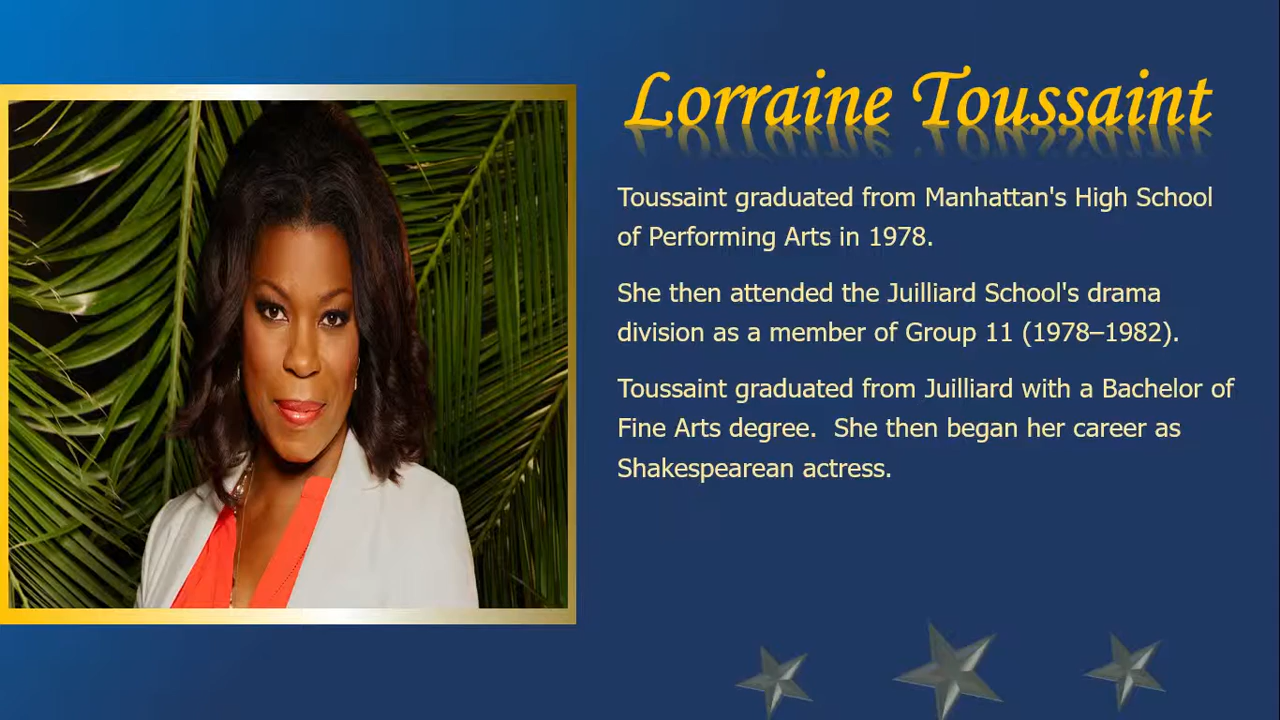 Lorraine Toussaint
Toussaint graduated from Manhattan's High School
of Performing Arts in 1978.
She then attended the Juilliard School's drama
division as a member of Group 11 (1978–1982).
Toussaint graduated from Juilliard with a Bachelor of
Fine Arts degree.  She then began her career as
Shakespearean actress.